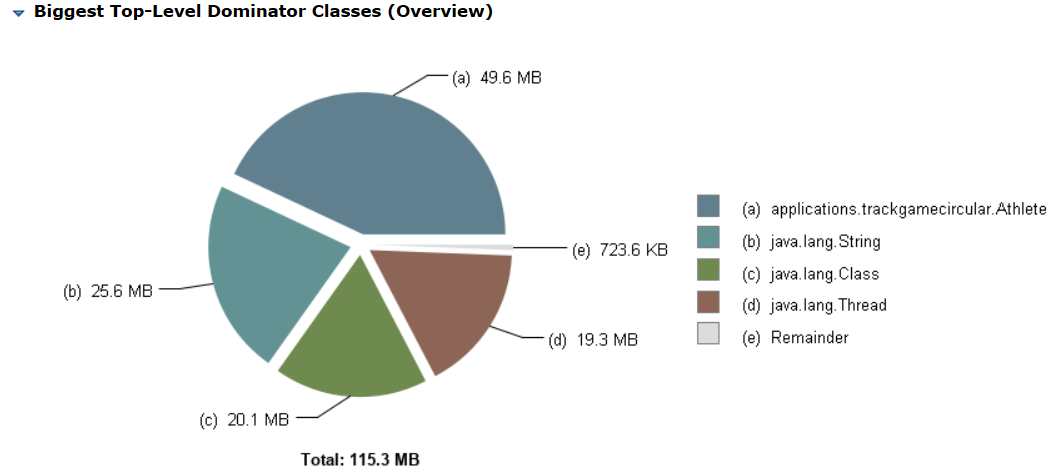 Biggest Top-Level Dominator Classes (Overview)
(a) 49.6 MB
(b) 25.6 MB
(c) 20.1 MB
(d) 19.3 MB
(e) 723.6 KB
Total: 115.3 MB
(a) applications.trackgamecircular.Athlete
(b) java.lang.String
(c) java.lang.Class
(d) java.lang.Thread
(e) Remainder